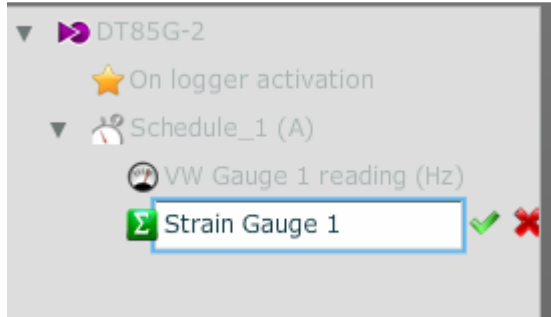 DT85G-2
On logger activation
Schedule_1 (A)
VW Gauge 1 reading (Hz)
Strain Gauge 1